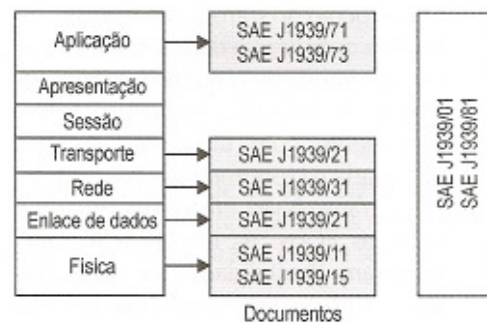 Aplicação
SAE J1939/71
SAE J1939/73
Apresentação
Sessão
Transporte
SAE J1939/21
Rede
SAE J1939/31
Enlace de dados
SAE J1939/21
Física
SAE J1939/11
SAE J1939/15
Documentos
SAE J1939/01
SAE J1939/81